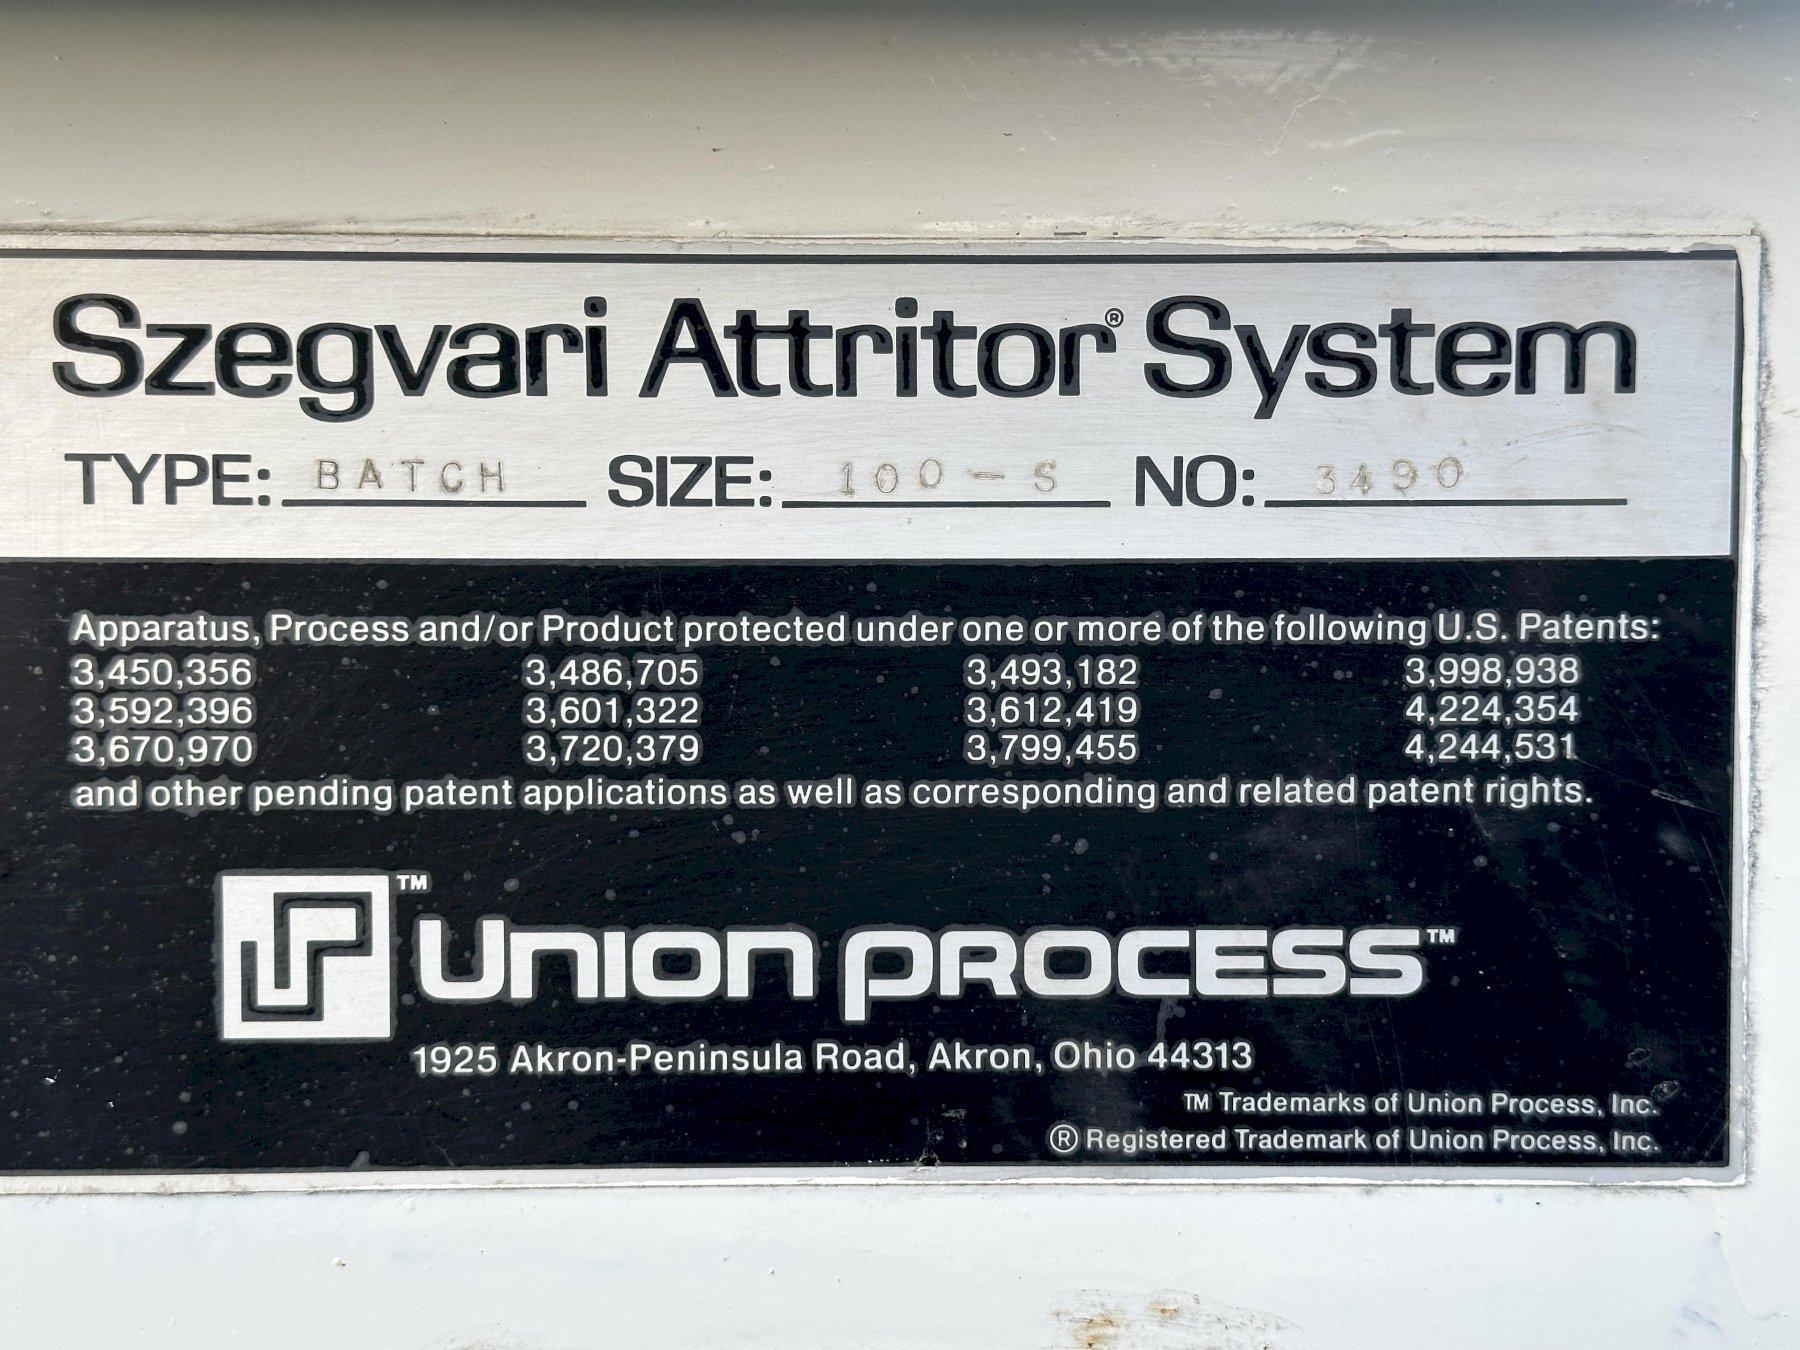 Szegvari Attritor® System
TYPE: BATCH SIZE: 100-S NO: 3490
Apparatus, Process and/or Product protected under one or more of the following U.S. Patents:
3,450,356 3,486,705 3,493,182 3,998,938
3,592,396 3,601,322 3,612,419 4,224,354
3,670,970 3,720,379 3,799,455 4,244,531
and other pending patent applications as well as corresponding and related patent rights.
™ UNION PROCESS™
1925 Akron-Peninsula Road, Akron, Ohio 44313
™ Trademarks of Union Process, Inc.
® Registered Trademark of Union Process, Inc.